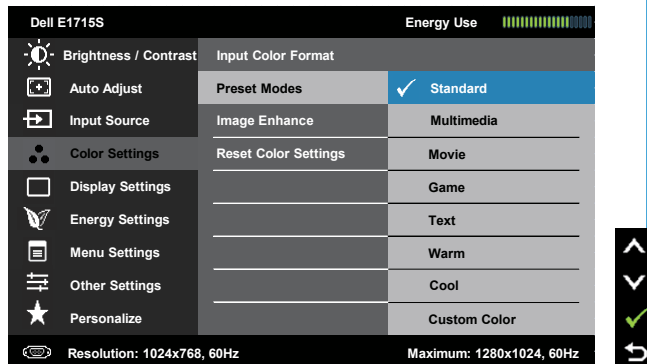 Dell E1715S Energy Use
Brightness / Contrast Input Color Format
Auto Adjust Preset Modes Standard
Input Source Image Enhance Multimedia
Color Settings Reset Color Settings Movie
Display Settings Game
Energy Settings Text
Menu Settings Warm
Other Settings Cool
Personalize Custom Color
Resolution: 1024x768, 60Hz Maximum: 1280x1024, 60Hz